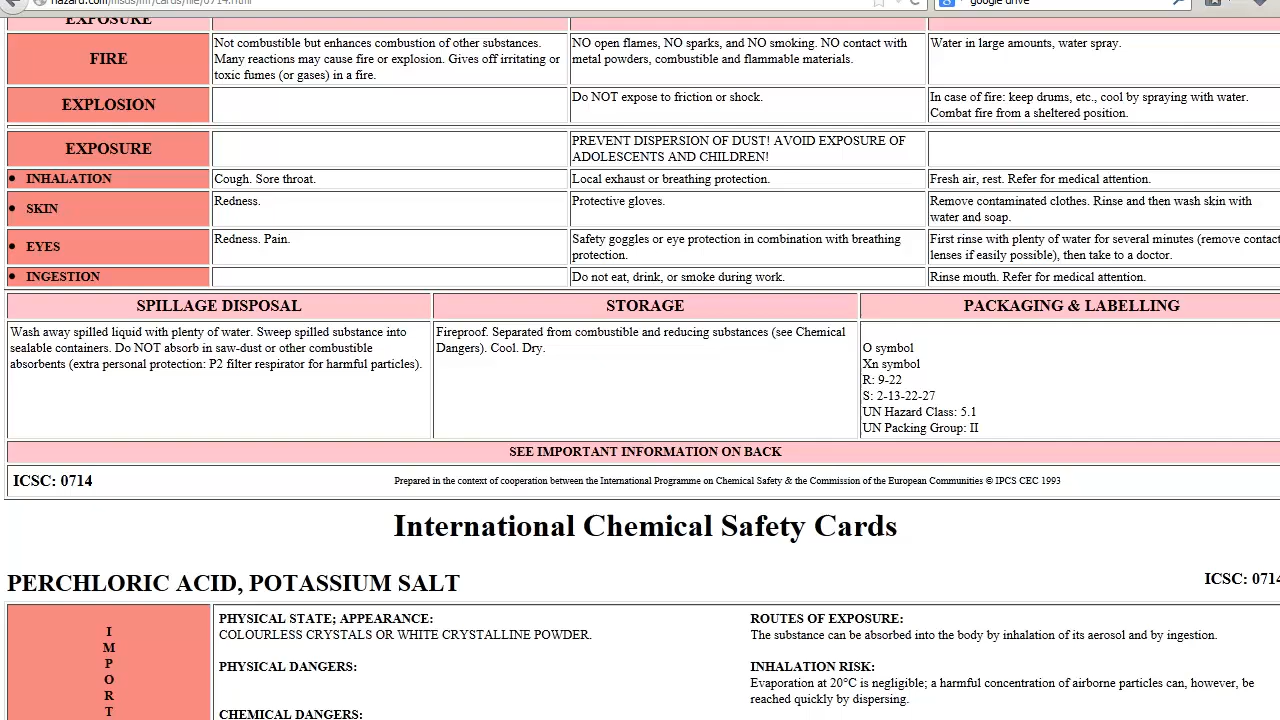 hazard.com/msds/mf/cards/file/0714.html
google drive
EXPOSURE
FIRE
Not combustible but enhances combustion of other substances.
Many reactions may cause fire or explosion. Gives off irritating or
toxic fumes (or gases) in a fire.
NO open flames, NO sparks, and NO smoking. NO contact with
metal powders, combustible and flammable materials.
Water in large amounts, water spray.
EXPLOSION
Do NOT expose to friction or shock.
In case of fire: keep drums, etc., cool by spraying with water.
Combat fire from a sheltered position.
EXPOSURE
PREVENT DISPERSION OF DUST! AVOID EXPOSURE OF
ADOLESCENTS AND CHILDREN!
• INHALATION
Cough. Sore throat.
Local exhaust or breathing protection.
Fresh air, rest. Refer for medical attention.
• SKIN
Redness.
Protective gloves.
Remove contaminated clothes. Rinse and then wash skin with
water and soap.
• EYES
Redness. Pain.
Safety goggles or eye protection in combination with breathing
protection.
First rinse with plenty of water for several minutes (remove contact
lenses if easily possible), then take to a doctor.
• INGESTION
Do not eat, drink, or smoke during work.
Rinse mouth. Refer for medical attention.
SPILLAGE DISPOSAL
STORAGE
PACKAGING & LABELLING
Wash away spilled liquid with plenty of water. Sweep spilled substance into
sealable containers. Do NOT absorb in saw-dust or other combustible
absorbents (extra personal protection: P2 filter respirator for harmful particles).
Fireproof. Separated from combustible and reducing substances (see Chemical
Dangers). Cool. Dry.
O symbol
Xn symbol
R: 9-22
S: 2-13-22-27
UN Hazard Class: 5.1
UN Packing Group: II
SEE IMPORTANT INFORMATION ON BACK
ICSC: 0714
Prepared in the context of cooperation between the International Programme on Chemical Safety & the Commission of the European Communities © IPCS CEC 1993
International Chemical Safety Cards
PERCHLORIC ACID, POTASSIUM SALT
ICSC: 0714
I
M
P
O
R
T
PHYSICAL STATE; APPEARANCE:
COLOURLESS CRYSTALS OR WHITE CRYSTALLINE POWDER.
PHYSICAL DANGERS:
CHEMICAL DANGERS:
ROUTES OF EXPOSURE:
The substance can be absorbed into the body by inhalation of its aerosol and by ingestion.
INHALATION RISK:
Evaporation at 20°C is negligible; a harmful concentration of airborne particles can, however, be
reached quickly by dispersing.